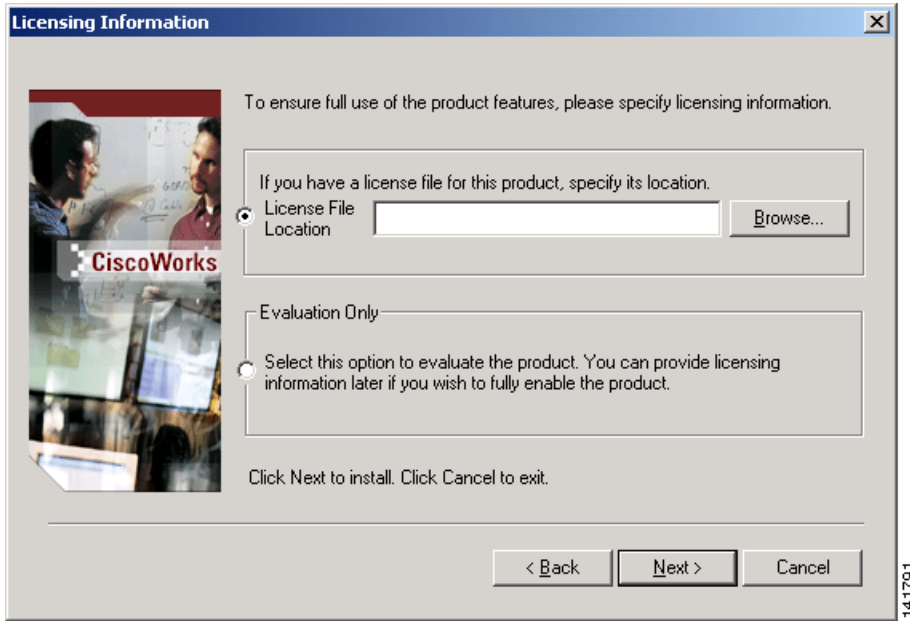 Licensing Information
To ensure full use of the product features, please specify licensing information.
If you have a license file for this product, specify its location.
License File
Location
Browse...
CiscoWorks
Evaluation Only
Select this option to evaluate the product. You can provide licensing
information later if you wish to fully enable the product.
Click Next to install. Click Cancel to exit.
< Back
Next >
Cancel
141791